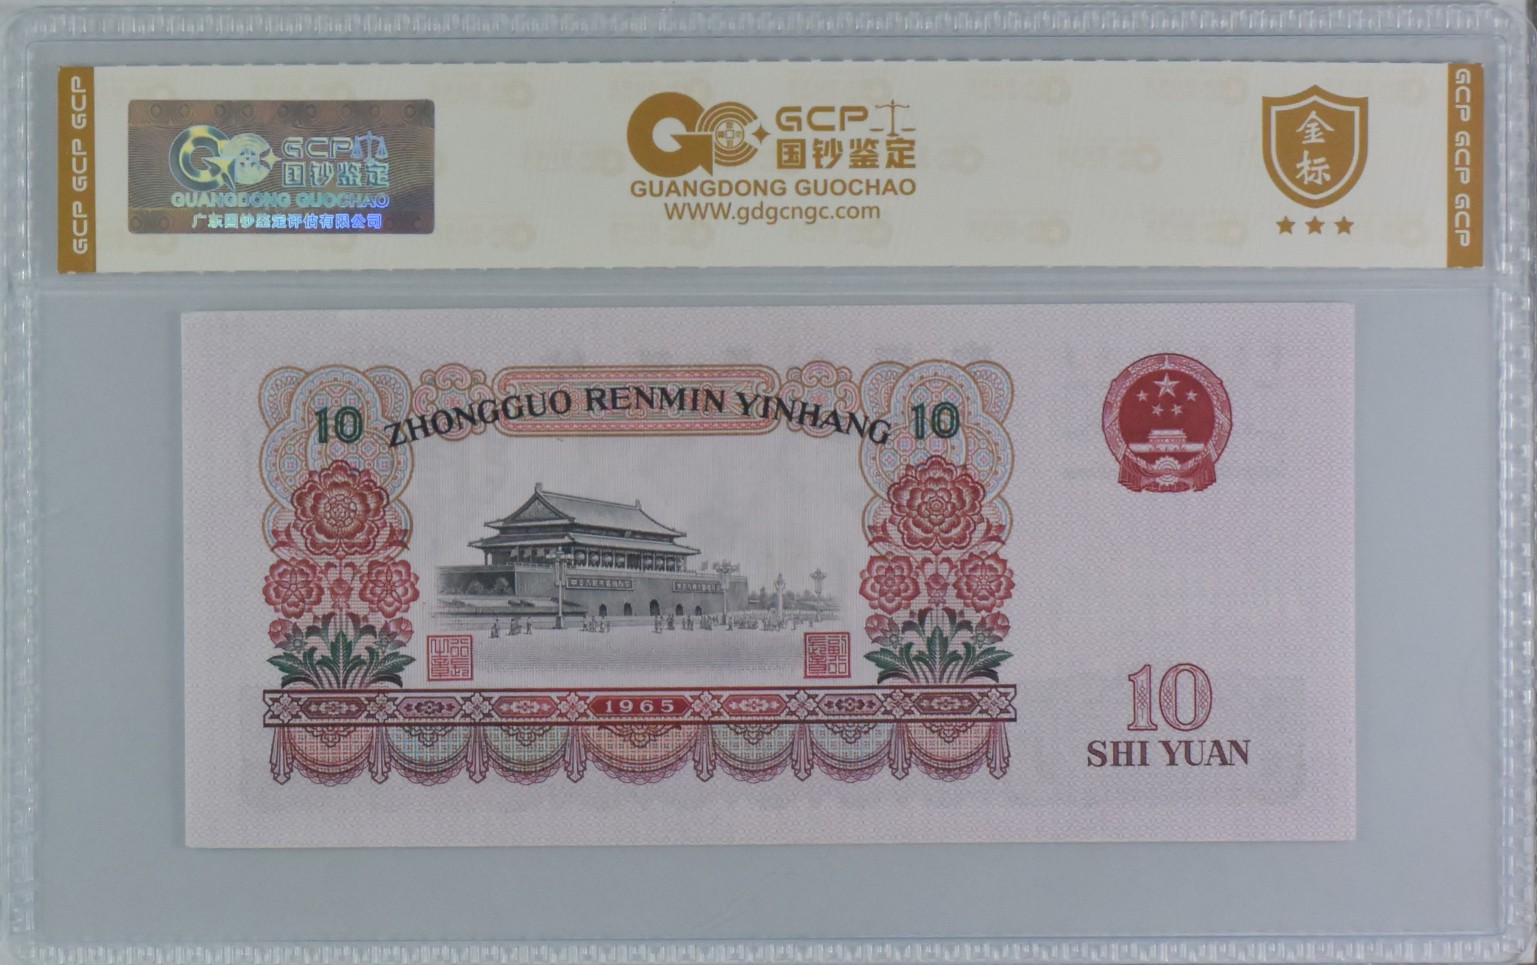 GCP GCP GCP
GCP
国钞鉴定
GUANGDONG GUOCHAO
广东国钞鉴定评估有限公司
GCP
国钞鉴定
GUANGDONG GUOCHAO
WWW.gdgcngc.com
金
标
GCP GCP GCP
10 ZHONGGUO RENMIN YINHANG 10
1965
10
SHI YUAN